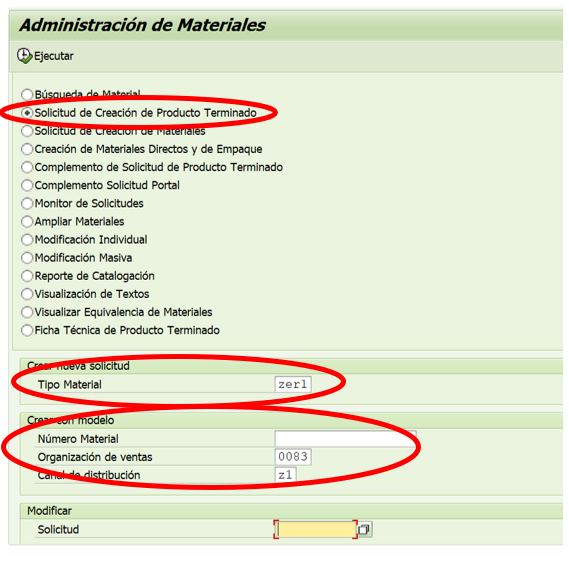 Administración de Materiales
Ejecutar
Búsqueda de Material
Solicitud de Creación de Producto Terminado
Solicitud de Creación de Materiales
Creación de Materiales Directos y de Empaque
Complemento de Solicitud de Producto Terminado
Complemento Solicitud Portal
Monitor de Solicitudes
Ampliar Materiales
Modificación Individual
Modificación Masiva
Reporte de Catalogación
Visualización de Textos
Visualizar Equivalencia de Materiales
Ficha Técnica de Producto Terminado
Crear nueva solicitud
Tipo Material zer1
Crear con modelo
Número Material
Organización de ventas 0083
Canal de distribución z1
Modificar
Solicitud